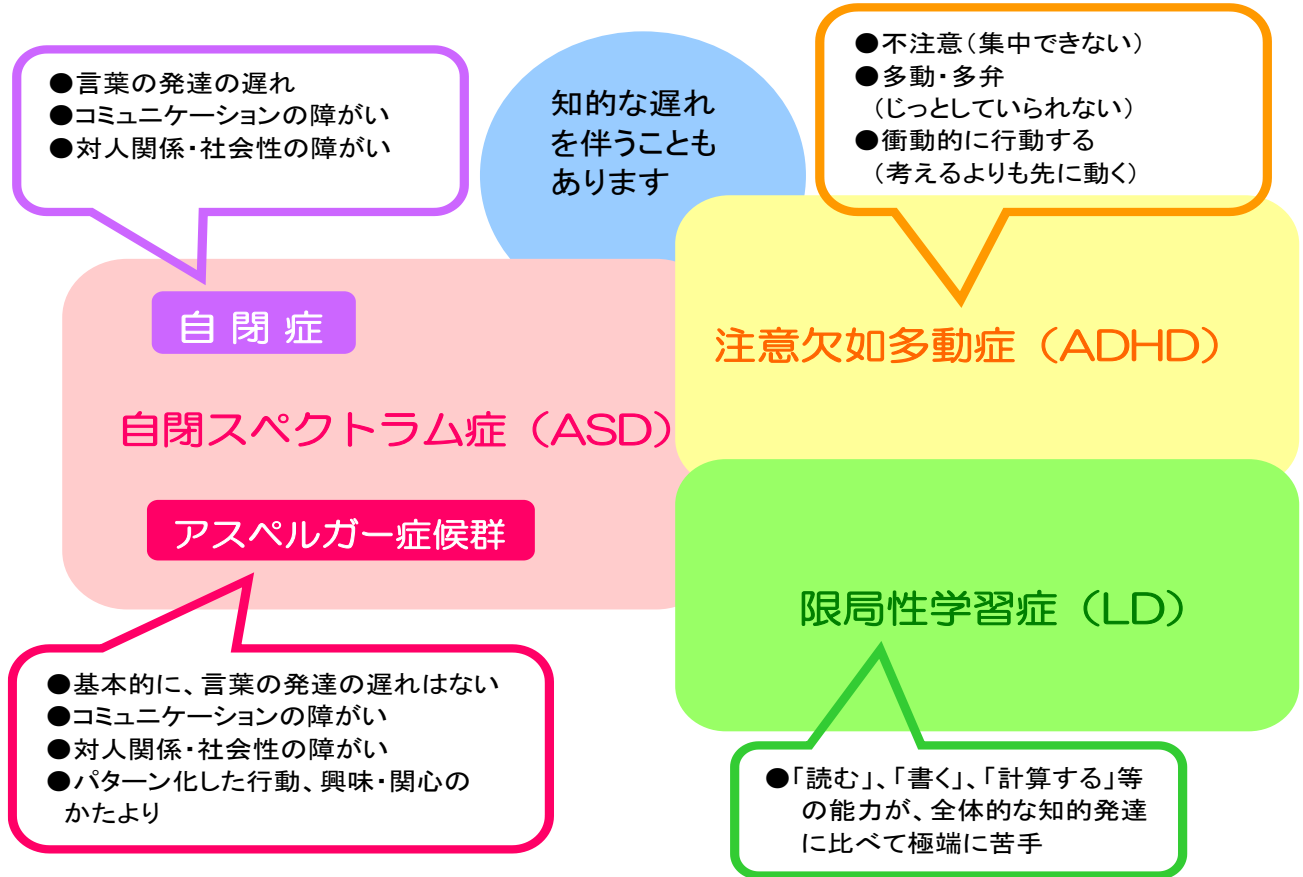 ●言葉の発達の遅れ
●コミュニケーションの障がい
●対人関係・社会性の障がい
知的な遅れ
を伴うことも
あります
●不注意(集中できない)
●多動・多弁
(じっとしていられない)
●衝動的に行動する
(考えるよりも先に動く)
自閉症
注意欠如多動症(ADHD)
自閉スペクトラム症(ASD)
アスペルガー症候群
限局性学習症(LD)
●基本的に、言葉の発達の遅れはない
●コミュニケーションの障がい
●対人関係・社会性の障がい
●パターン化した行動、興味・関心の
かたより
●「読む」、「書く」、「計算する」等
の能力が、全体的な知的発達
に比べて極端に苦手